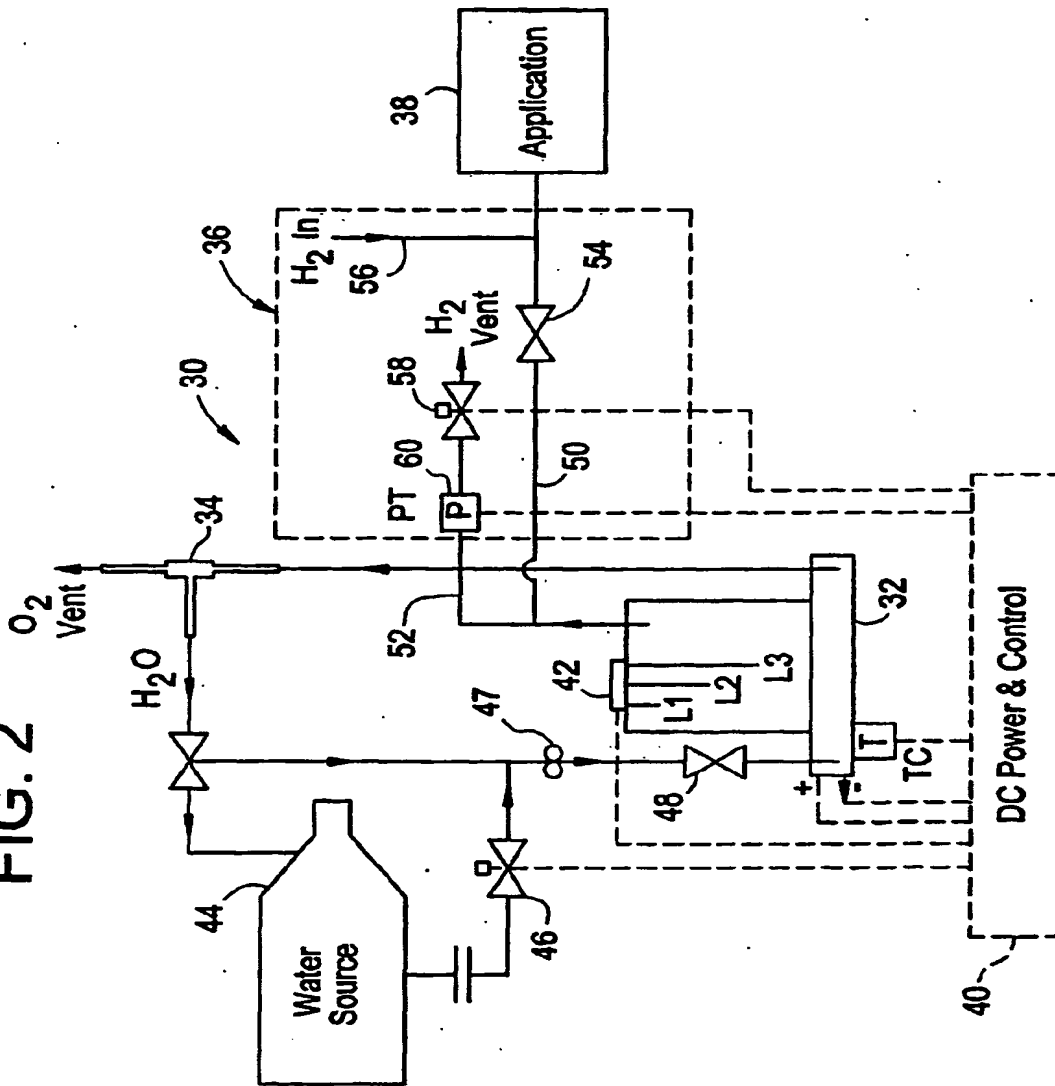 FIG. 2
O2
Vent
34
H2O
30
36
H2 In
56
38
Application
44
Water
Source
46
47
48
42
L1
L2
L3
52
PT
60
P
58
H2
Vent
50
54
32
+
-
T
TC
DC Power & Control
40